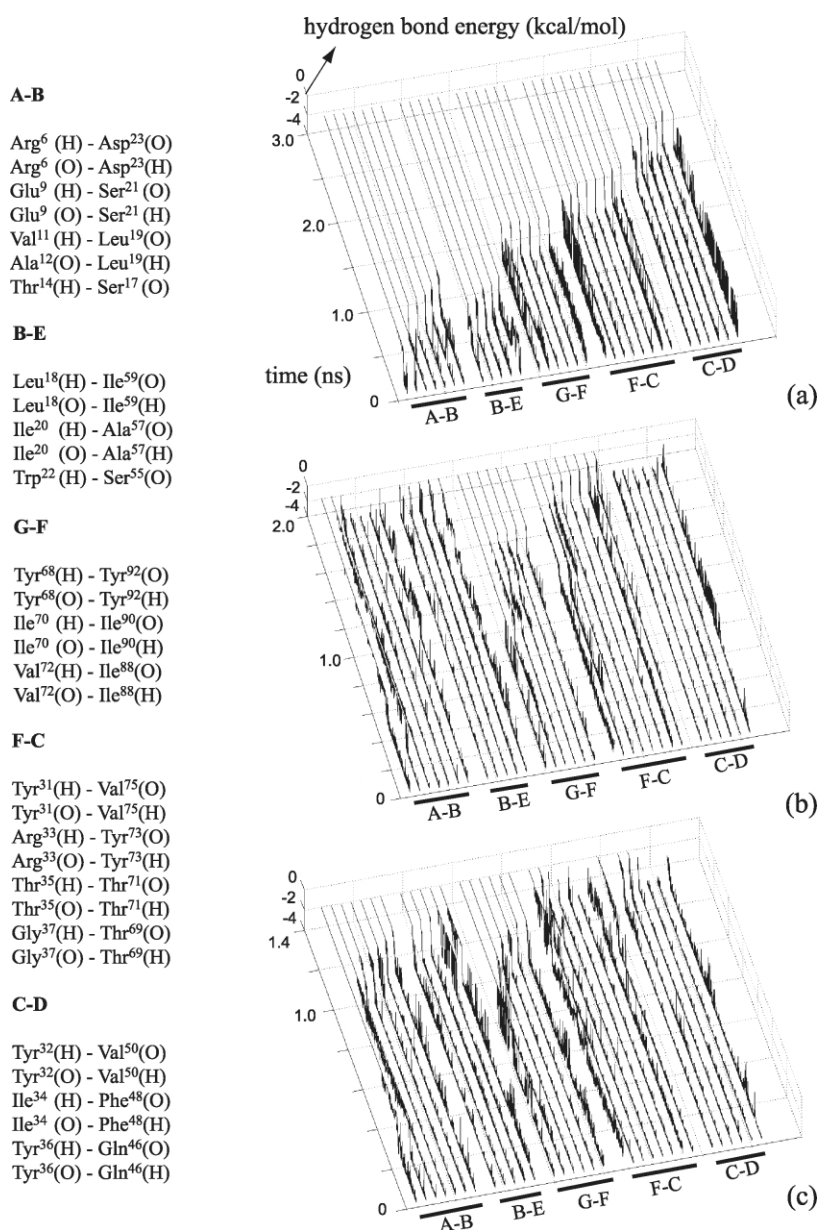 A-B
Arg⁶ (H) - Asp²³(O)
Arg⁶ (O) - Asp²³(H)
Glu⁹ (H) - Ser²¹ (O)
Glu⁹ (O) - Ser²¹ (H)
Val¹¹ (H) - Leu¹⁹(O)
Ala¹²(O) - Leu¹⁹(H)
Thr¹⁴(H) - Ser¹⁷ (O)
B-E
Leu¹⁸(H) - Ile⁵⁹(O)
Leu¹⁸(O) - Ile⁵⁹(H)
Ile²⁰ (H) - Ala⁵⁷(O)
Ile²⁰ (O) - Ala⁵⁷(H)
Trp²² (H) - Ser⁵⁵(O)
G-F
Tyr⁶⁸(H) - Tyr⁹²(O)
Tyr⁶⁸(O) - Tyr⁹²(H)
Ile⁷⁰ (H) - Ile⁹⁰(O)
Ile⁷⁰ (O) - Ile⁹⁰(H)
Val⁷²(H) - Ile⁸⁸(O)
Val⁷²(O) - Ile⁸⁸(H)
F-C
Tyr³¹(H) - Val⁷⁵(O)
Tyr³¹(O) - Val⁷⁵(H)
Arg³³(H) - Tyr⁷³(O)
Arg³³(O) - Tyr⁷³(H)
Thr³⁵(H) - Thr⁷¹(O)
Thr³⁵(O) - Thr⁷¹(H)
Gly³⁷(H) - Thr⁶⁹(O)
Gly³⁷(O) - Thr⁶⁹(H)
C-D
Tyr³²(H) - Val⁵⁰(O)
Tyr³²(O) - Val⁵⁰(H)
Ile³⁴ (H) - Phe⁴⁸(O)
Ile³⁴ (O) - Phe⁴⁸(H)
Tyr³⁶(H) - Gln⁴⁶(O)
Tyr³⁶(O) - Gln⁴⁶(H)
hydrogen bond energy (kcal/mol)
0
-2
-4
3.0
2.0
1.0
time (ns)
0
A-B
B-E
G-F
F-C
C-D
(a)
0
-2
-4
2.0
1.0
0
A-B
B-E
G-F
F-C
C-D
(b)
0
-2
-4
1.4
1.0
0
A-B
B-E
G-F
F-C
C-D
(c)